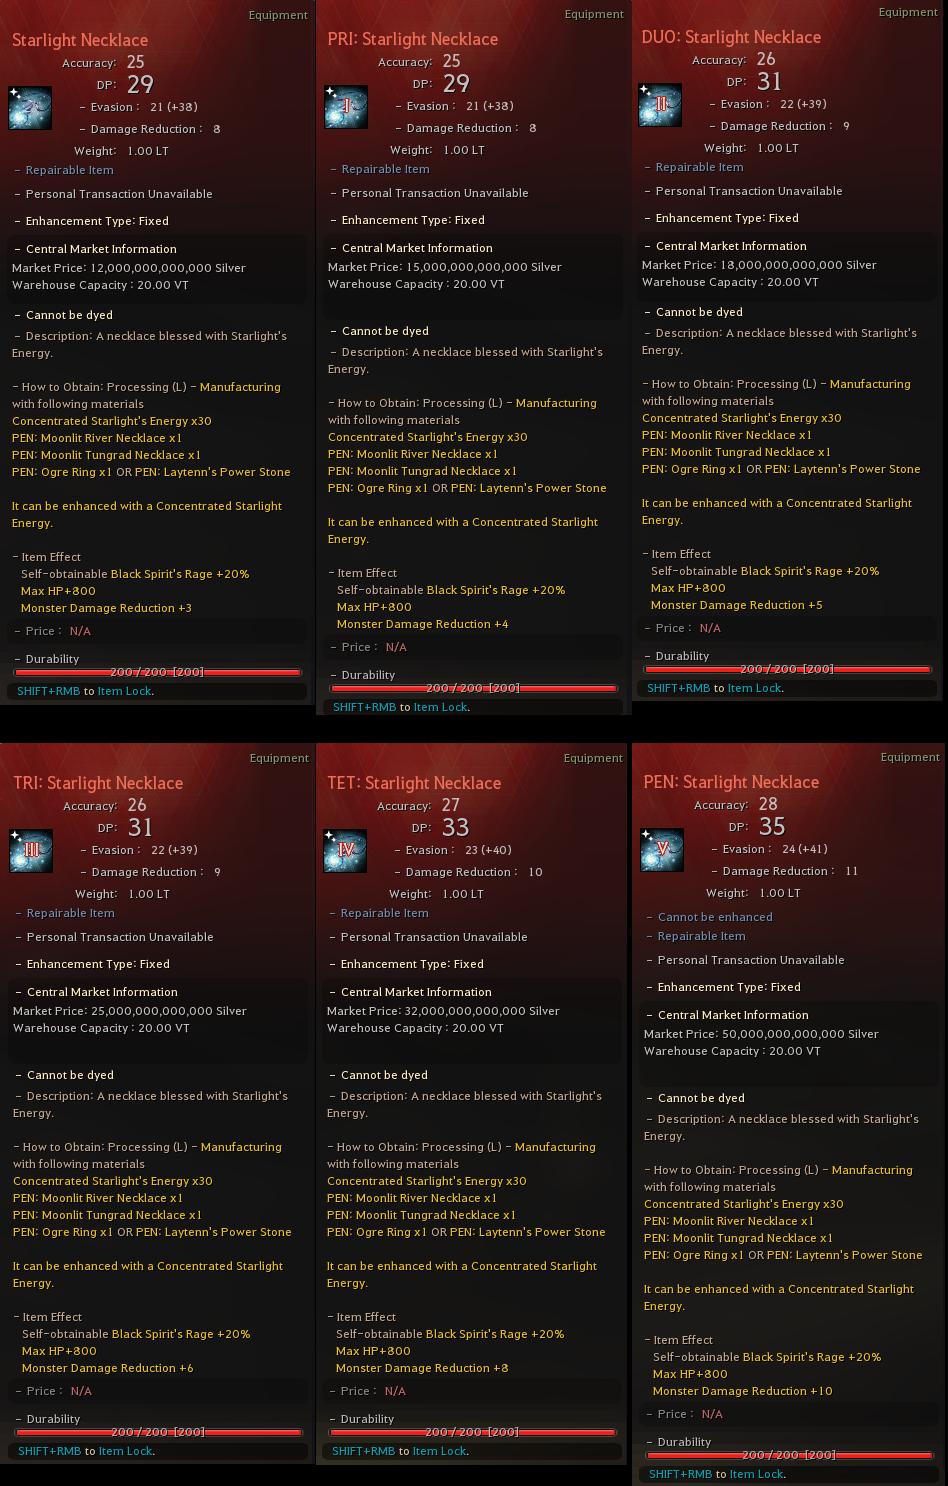 Equipment
Starlight Necklace
Accuracy: 25
DP: 29
- Evasion : 21 (+38)
- Damage Reduction : 8
Weight: 1.00 LT
- Repairable Item
- Personal Transaction Unavailable
- Enhancement Type: Fixed
- Central Market Information
Market Price: 12,000,000,000,000 Silver
Warehouse Capacity : 20.00 VT
- Cannot be dyed
- Description: A necklace blessed with Starlight's
Energy.
- How to Obtain: Processing (L) - Manufacturing
with following materials
Concentrated Starlight's Energy x30
PEN: Moonlit River Necklace x1
PEN: Moonlit Tungrad Necklace x1
PEN: Ogre Ring x1 OR PEN: Laytenn's Power Stone
It can be enhanced with a Concentrated Starlight
Energy.
- Item Effect
Self-obtainable Black Spirit's Rage +20%
Max HP+800
Monster Damage Reduction +3
- Price : N/A
- Durability
200 / 200 [200]
SHIFT+RMB to Item Lock.
Equipment
PRI: Starlight Necklace
I
Accuracy: 25
DP: 29
- Evasion : 21 (+38)
- Damage Reduction : 8
Weight: 1.00 LT
- Repairable Item
- Personal Transaction Unavailable
- Enhancement Type: Fixed
- Central Market Information
Market Price: 15,000,000,000,000 Silver
Warehouse Capacity : 20.00 VT
- Cannot be dyed
- Description: A necklace blessed with Starlight's
Energy.
- How to Obtain: Processing (L) - Manufacturing
with following materials
Concentrated Starlight's Energy x30
PEN: Moonlit River Necklace x1
PEN: Moonlit Tungrad Necklace x1
PEN: Ogre Ring x1 OR PEN: Laytenn's Power Stone
It can be enhanced with a Concentrated Starlight
Energy.
- Item Effect
Self-obtainable Black Spirit's Rage +20%
Max HP+800
Monster Damage Reduction +4
- Price : N/A
- Durability
200 / 200 [200]
SHIFT+RMB to Item Lock.
Equipment
DUO: Starlight Necklace
II
Accuracy: 26
DP: 31
- Evasion : 22 (+39)
- Damage Reduction : 9
Weight: 1.00 LT
- Repairable Item
- Personal Transaction Unavailable
- Enhancement Type: Fixed
- Central Market Information
Market Price: 18,000,000,000,000 Silver
Warehouse Capacity : 20.00 VT
- Cannot be dyed
- Description: A necklace blessed with Starlight's
Energy.
- How to Obtain: Processing (L) - Manufacturing
with following materials
Concentrated Starlight's Energy x30
PEN: Moonlit River Necklace x1
PEN: Moonlit Tungrad Necklace x1
PEN: Ogre Ring x1 OR PEN: Laytenn's Power Stone
It can be enhanced with a Concentrated Starlight
Energy.
- Item Effect
Self-obtainable Black Spirit's Rage +20%
Max HP+800
Monster Damage Reduction +5
- Price : N/A
- Durability
200 / 200 [200]
SHIFT+RMB to Item Lock.
Equipment
TRI: Starlight Necklace
III
Accuracy: 26
DP: 31
- Evasion : 22 (+39)
- Damage Reduction : 9
Weight: 1.00 LT
- Repairable Item
- Personal Transaction Unavailable
- Enhancement Type: Fixed
- Central Market Information
Market Price: 25,000,000,000,000 Silver
Warehouse Capacity : 20.00 VT
- Cannot be dyed
- Description: A necklace blessed with Starlight's
Energy.
- How to Obtain: Processing (L) - Manufacturing
with following materials
Concentrated Starlight's Energy x30
PEN: Moonlit River Necklace x1
PEN: Moonlit Tungrad Necklace x1
PEN: Ogre Ring x1 OR PEN: Laytenn's Power Stone
It can be enhanced with a Concentrated Starlight
Energy.
- Item Effect
Self-obtainable Black Spirit's Rage +20%
Max HP+800
Monster Damage Reduction +6
- Price : N/A
- Durability
200 / 200 [200]
SHIFT+RMB to Item Lock.
Equipment
TET: Starlight Necklace
IV
Accuracy: 27
DP: 33
- Evasion : 23 (+40)
- Damage Reduction : 10
Weight: 1.00 LT
- Repairable Item
- Personal Transaction Unavailable
- Enhancement Type: Fixed
- Central Market Information
Market Price: 32,000,000,000,000 Silver
Warehouse Capacity : 20.00 VT
- Cannot be dyed
- Description: A necklace blessed with Starlight's
Energy.
- How to Obtain: Processing (L) - Manufacturing
with following materials
Concentrated Starlight's Energy x30
PEN: Moonlit River Necklace x1
PEN: Moonlit Tungrad Necklace x1
PEN: Ogre Ring x1 OR PEN: Laytenn's Power Stone
It can be enhanced with a Concentrated Starlight
Energy.
- Item Effect
Self-obtainable Black Spirit's Rage +20%
Max HP+800
Monster Damage Reduction +8
- Price : N/A
- Durability
200 / 200 [200]
SHIFT+RMB to Item Lock.
Equipment
PEN: Starlight Necklace
V
Accuracy: 28
DP: 35
- Evasion : 24 (+41)
- Damage Reduction : 11
Weight: 1.00 LT
- Cannot be enhanced
- Repairable Item
- Personal Transaction Unavailable
- Enhancement Type: Fixed
- Central Market Information
Market Price: 50,000,000,000,000 Silver
Warehouse Capacity : 20.00 VT
- Cannot be dyed
- Description: A necklace blessed with Starlight's
Energy.
- How to Obtain: Processing (L) - Manufacturing
with following materials
Concentrated Starlight's Energy x30
PEN: Moonlit River Necklace x1
PEN: Moonlit Tungrad Necklace x1
PEN: Ogre Ring x1 OR PEN: Laytenn's Power Stone
It can be enhanced with a Concentrated Starlight
Energy.
- Item Effect
Self-obtainable Black Spirit's Rage +20%
Max HP+800
Monster Damage Reduction +10
- Price : N/A
- Durability
200 / 200 [200]
SHIFT+RMB to Item Lock.